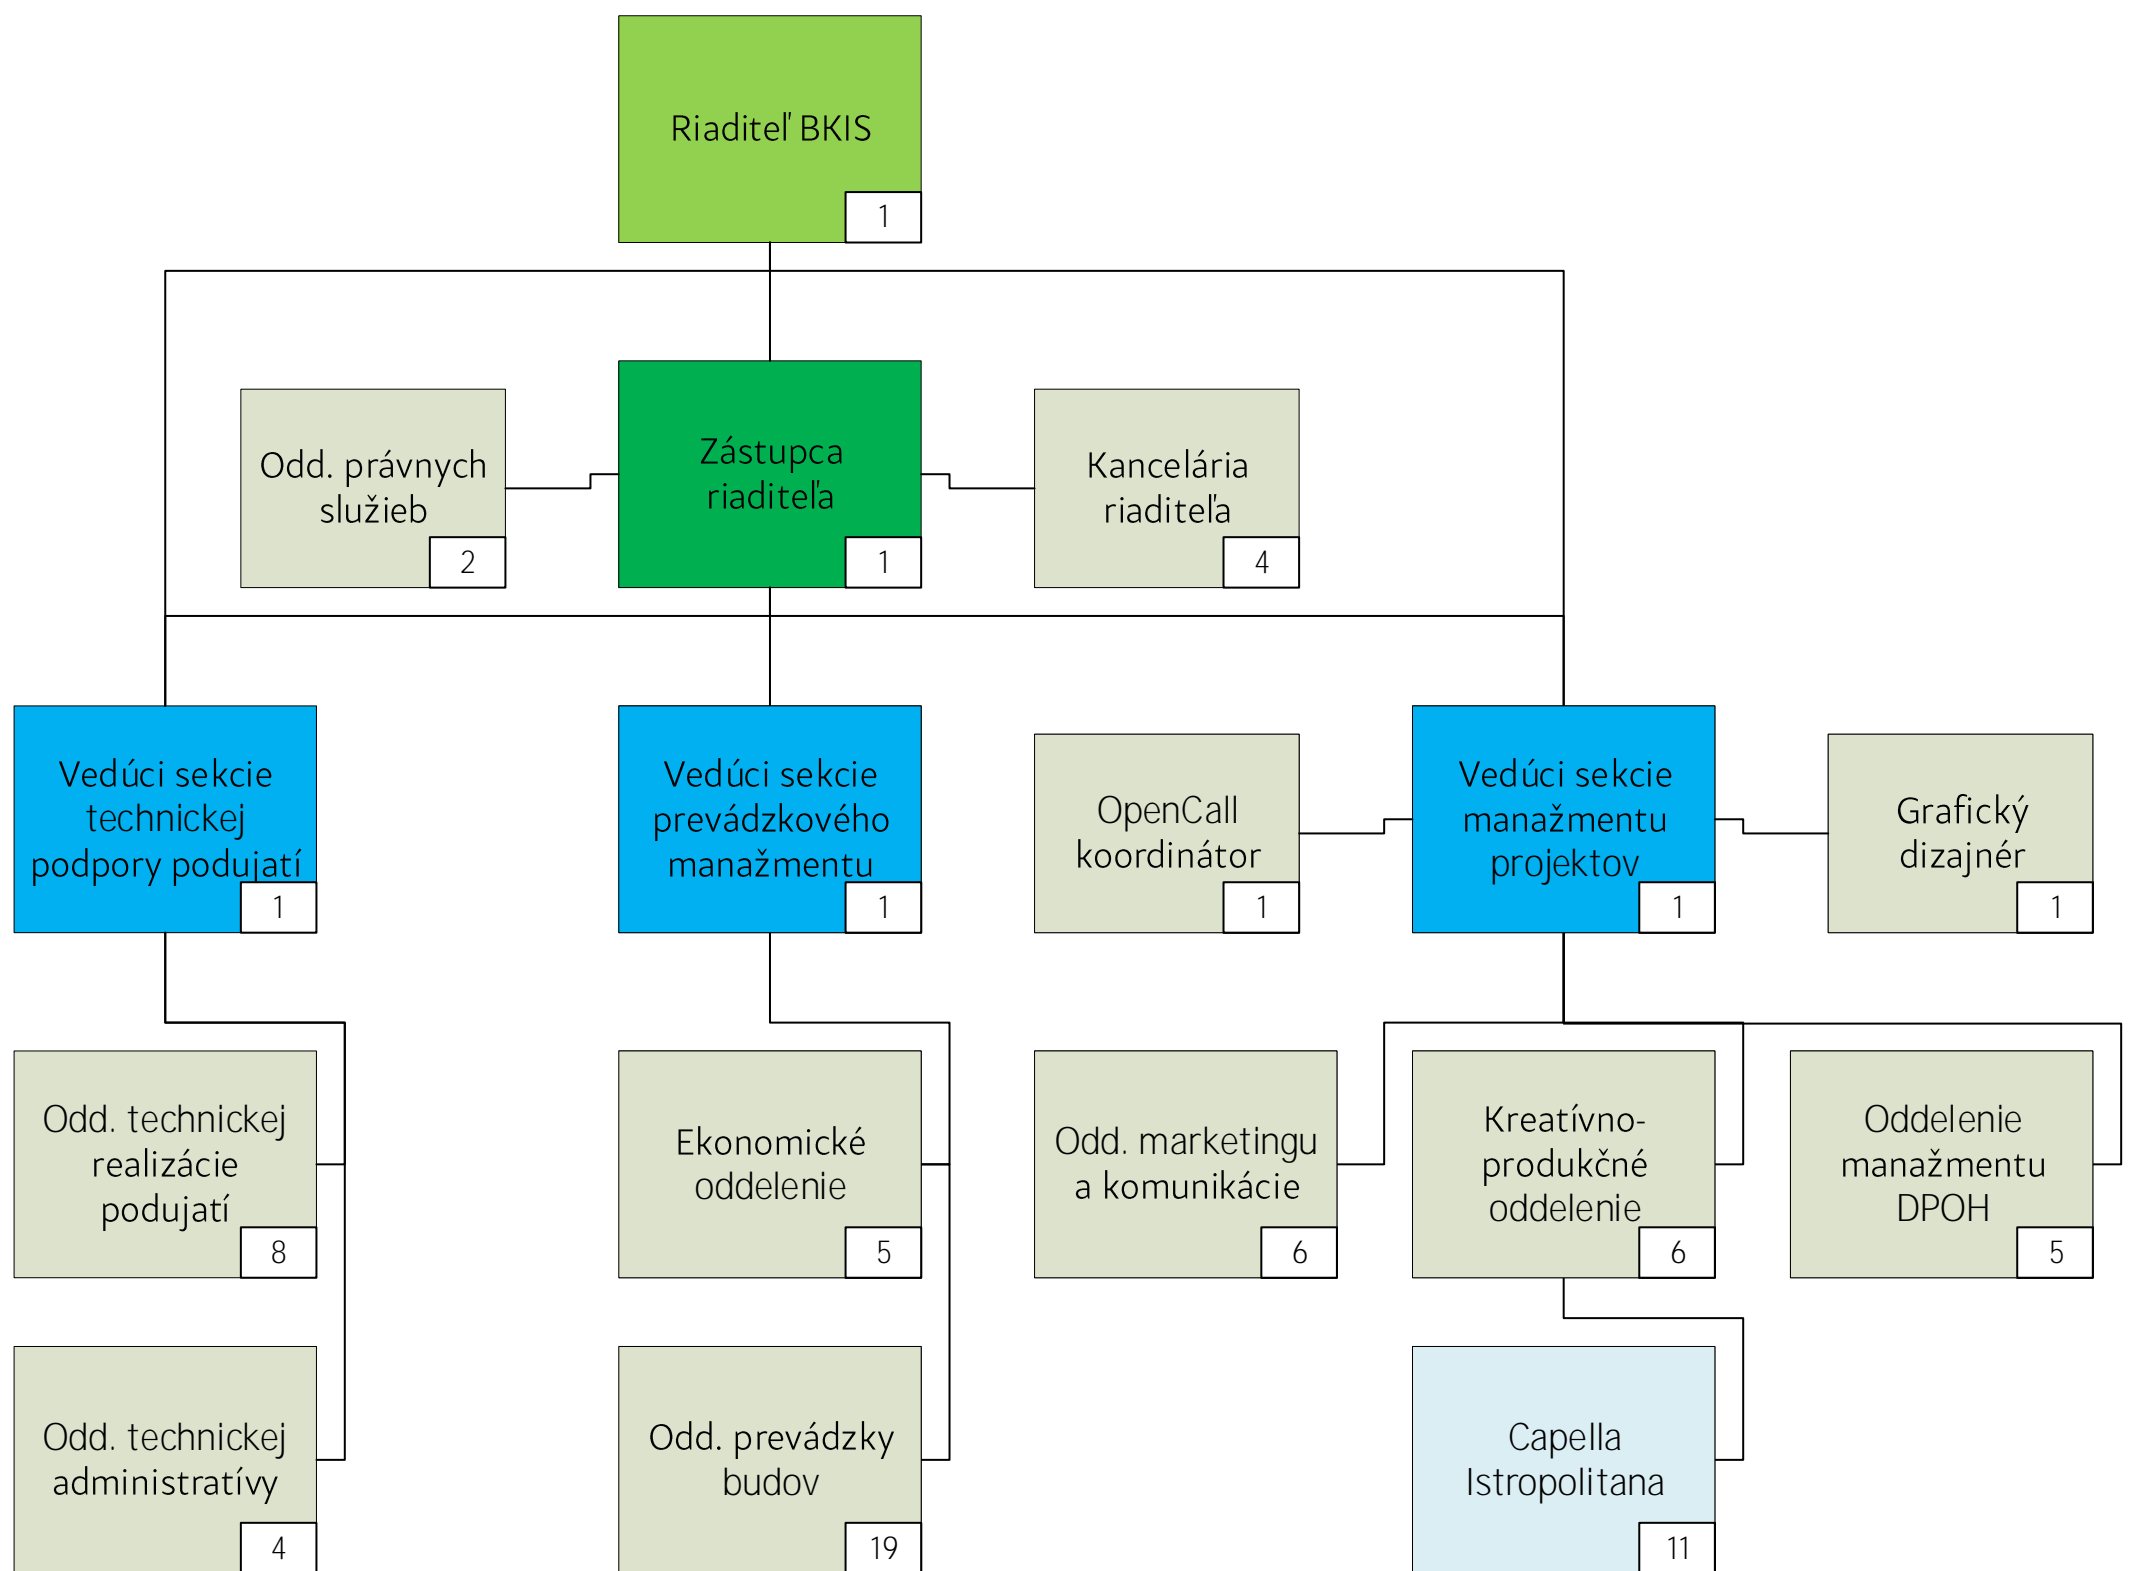 Riaditeľ BKIS
1
Odd. právnych
služieb
2
Zástupca
riaditeľa
1
Kancelária
riaditeľa
4
Vedúci sekcie
technickej
podpory podujatí
1
Vedúci sekcie
prevádzkového
manažmentu
1
OpenCall
koordinátor
1
Vedúci sekcie
manažmentu
projektov
1
Grafický
dizajnér
1
Odd. technickej
realizácie
podujatí
8
Ekonomické
oddelenie
5
Odd. marketingu
a komunikácie
6
Kreatívno-
produkčné
oddelenie
6
Oddelenie
manažmentu
DPOH
5
Odd. technickej
administratívy
4
Odd. prevádzky
budov
19
Capella
Istropolitana
11